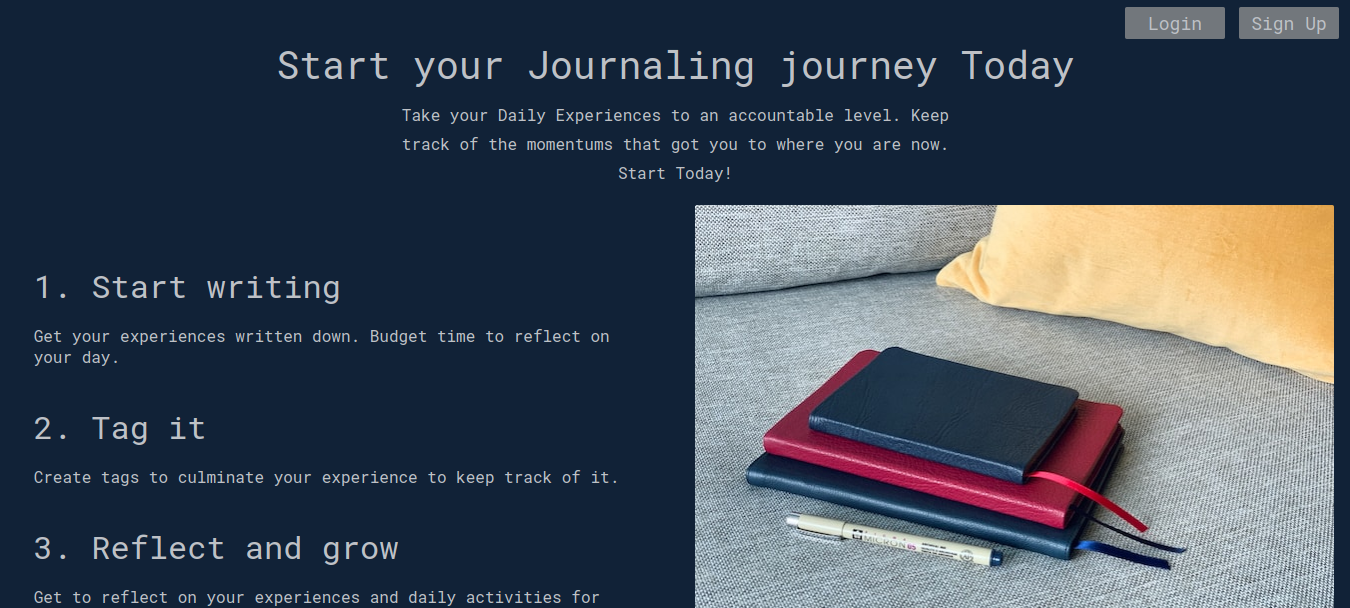 Login
Sign Up
Start your Journaling journey Today
Take your Daily Experiences to an accountable level. Keep
track of the momentums that got you to where you are now.
Start Today!
1. Start writing
Get your experiences written down. Budget time to reflect on
your day.
2. Tag it
Create tags to culminate your experience to keep track of it.
3. Reflect and grow
Get to reflect on your experiences and daily activities for
MICRON 05